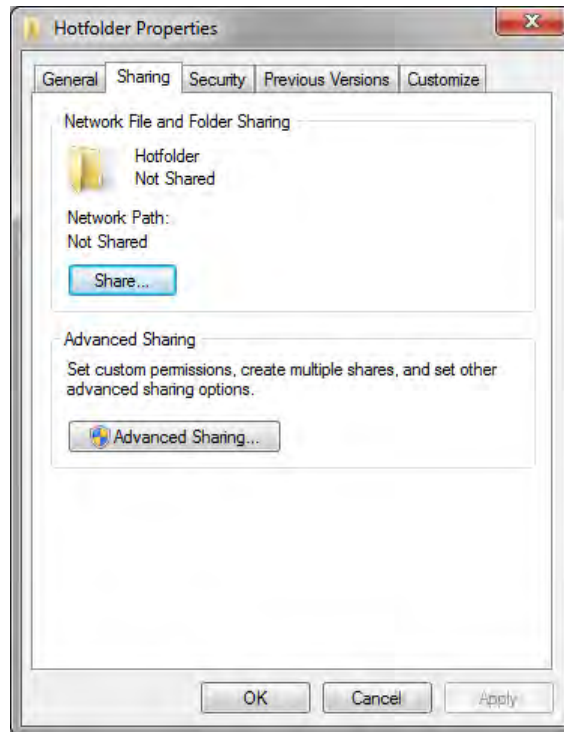 Hotfolder Properties
General Sharing Security Previous Versions Customize
Network File and Folder Sharing
Hotfolder
Not Shared
Network Path:
Not Shared
Share...
Advanced Sharing
Set custom permissions, create multiple shares, and set other
advanced sharing options.
Advanced Sharing...
OK Cancel Apply